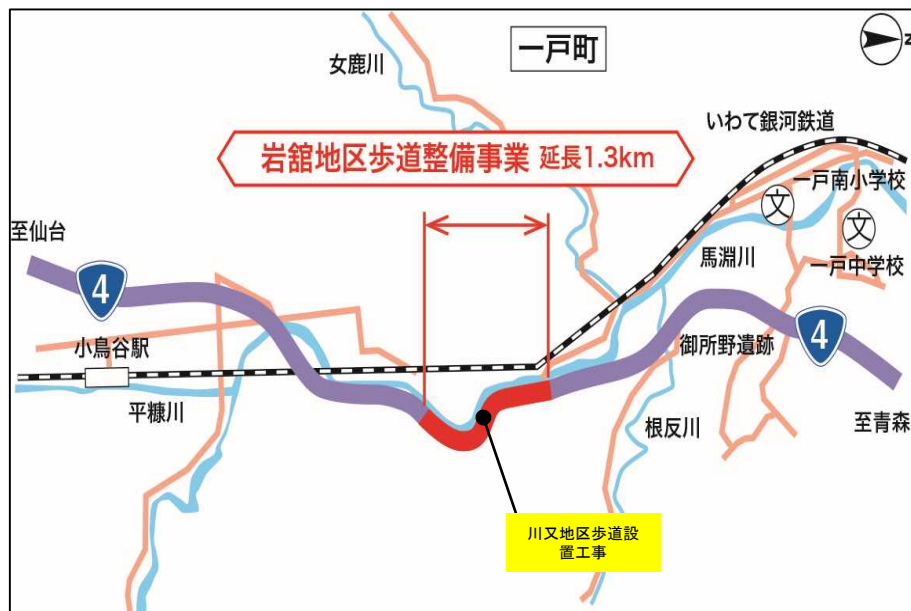 一戸町
女鹿川
N
いわて銀河鉄道
岩舘地区歩道整備事業 延長1.3km
一戸南小学校
文
文
至仙台
馬淵川
一戸中学校
4
4
小鳥谷駅
御所野遺跡
平糠川
根反川
至青森
川又地区歩道設
置工事